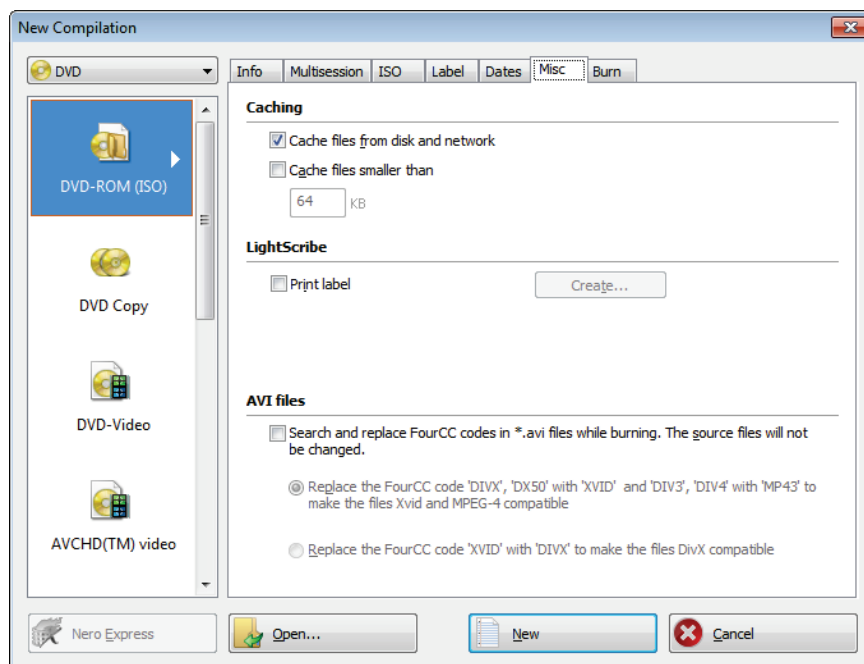 New Compilation
DVD
Info Multisession ISO Label Dates Misc Burn
DVD-ROM (ISO)
DVD Copy
DVD-Video
AVCHD(TM) video
Caching
Cache files from disk and network
Cache files smaller than
64 KB
LightScribe
Print label
Create...
AVI files
Search and replace FourCC codes in *.avi files while burning. The source files will not
be changed.
Replace the FourCC code 'DIVX', 'DX50' with 'XVID' and 'DIV3', 'DIV4' with 'MP43' to
make the files Xvid and MPEG-4 compatible
Replace the FourCC code 'XVID' with 'DIVX' to make the files DivX compatible
Nero Express
Open...
New
Cancel